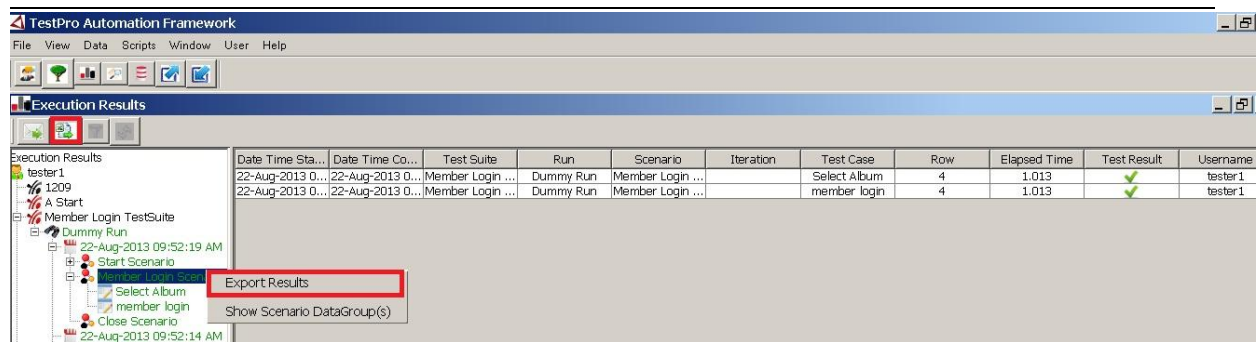 TestPro Automation Framework
File View Data Scripts Window User Help
Execution Results
Execution Results
tester1
1209
A Start
Member Login TestSuite
Dummy Run
22-Aug-2013 09:52:19 AM
Start Scenario
Member Login Scen
Select Album
member login
Close Scenario
22-Aug-2013 09:52:14 AM
Export Results
Show Scenario DataGroup(s)
Date Time Sta... Date Time Co... Test Suite Run Scenario Iteration Test Case Row Elapsed Time Test Result Username
22-Aug-2013 0... 22-Aug-2013 0... Member Login ... Dummy Run Member Login ... Select Album 4 1.013 tester1
22-Aug-2013 0... 22-Aug-2013 0... Member Login ... Dummy Run Member Login ... member login 4 1.013 tester1